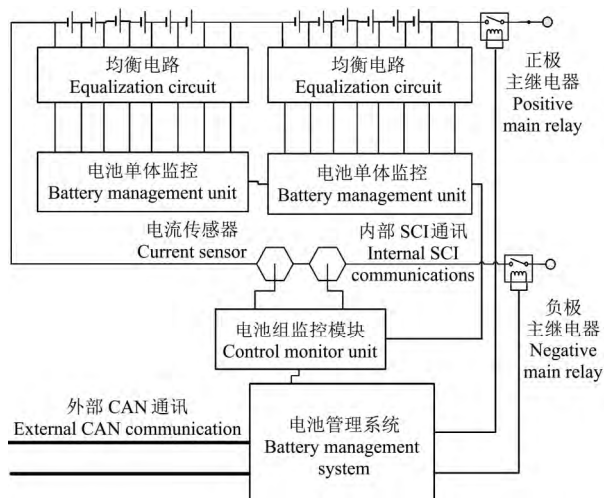 均衡电路
Equalization circuit
均衡电路
Equalization circuit
正极
主继电器
Positive
main relay
电池单体监控
Battery management unit
电池单体监控
Battery management unit
电流传感器
Current sensor
内部 SCI 通讯
Internal SCI
communications
电池组监控模块
Control monitor unit
负极
主继电器
Negative
main relay
外部 CAN 通讯
External CAN communication
电池管理系统
Battery management
system